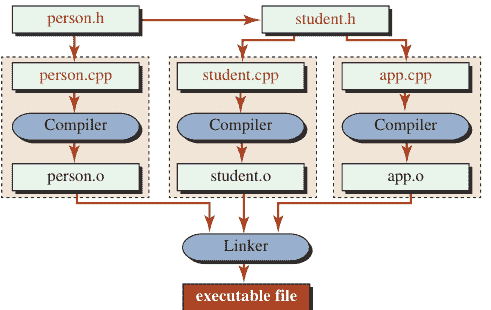 person.h
student.h
person.cpp
student.cpp
app.cpp
Compiler
Compiler
Compiler
person.o
student.o
app.o
Linker
executable file